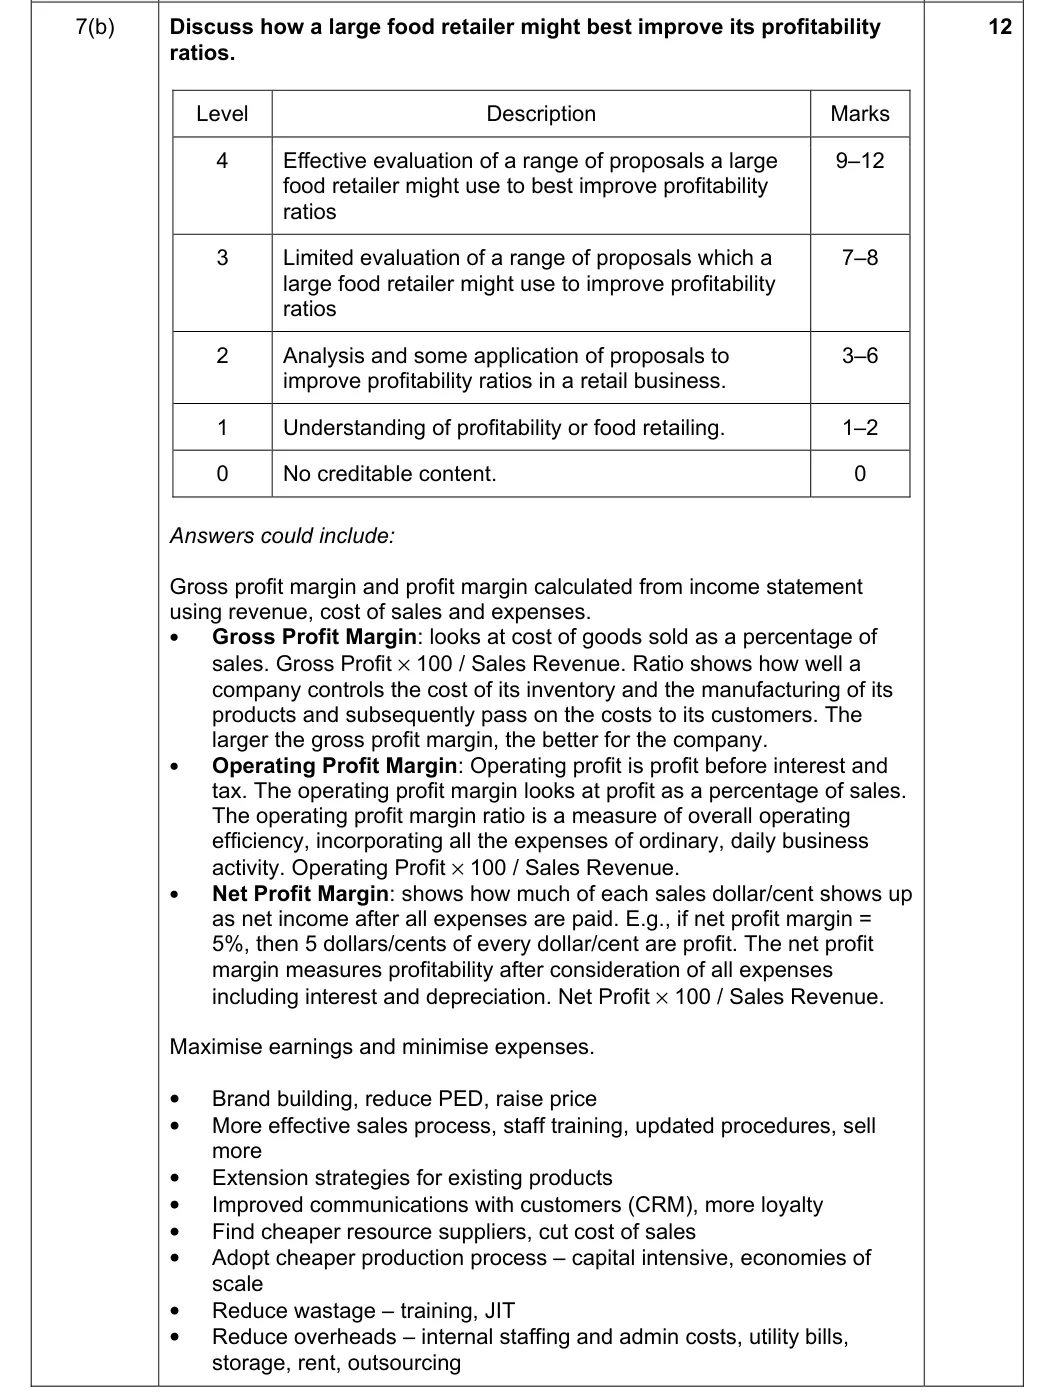 7(b)
Discuss how a large food retailer might best improve its profitability
ratios.
12
Level Description Marks
4 Effective evaluation of a range of proposals a large 9–12
food retailer might use to best improve profitability
ratios
3 Limited evaluation of a range of proposals which a 7–8
large food retailer might use to improve profitability
ratios
2 Analysis and some application of proposals to 3–6
improve profitability ratios in a retail business.
1 Understanding of profitability or food retailing. 1–2
0 No creditable content. 0
Answers could include:
Gross profit margin and profit margin calculated from income statement
using revenue, cost of sales and expenses.
• Gross Profit Margin: looks at cost of goods sold as a percentage of
sales. Gross Profit × 100 / Sales Revenue. Ratio shows how well a
company controls the cost of its inventory and the manufacturing of its
products and subsequently pass on the costs to its customers. The
larger the gross profit margin, the better for the company.
• Operating Profit Margin: Operating profit is profit before interest and
tax. The operating profit margin looks at profit as a percentage of sales.
The operating profit margin ratio is a measure of overall operating
efficiency, incorporating all the expenses of ordinary, daily business
activity. Operating Profit × 100 / Sales Revenue.
• Net Profit Margin: shows how much of each sales dollar/cent shows up
as net income after all expenses are paid. E.g., if net profit margin =
5%, then 5 dollars/cents of every dollar/cent are profit. The net profit
margin measures profitability after consideration of all expenses
including interest and depreciation. Net Profit × 100 / Sales Revenue.
Maximise earnings and minimise expenses.
• Brand building, reduce PED, raise price
• More effective sales process, staff training, updated procedures, sell
more
• Extension strategies for existing products
• Improved communications with customers (CRM), more loyalty
• Find cheaper resource suppliers, cut cost of sales
• Adopt cheaper production process – capital intensive, economies of
scale
• Reduce wastage – training, JIT
• Reduce overheads – internal staffing and admin costs, utility bills,
storage, rent, outsourcing